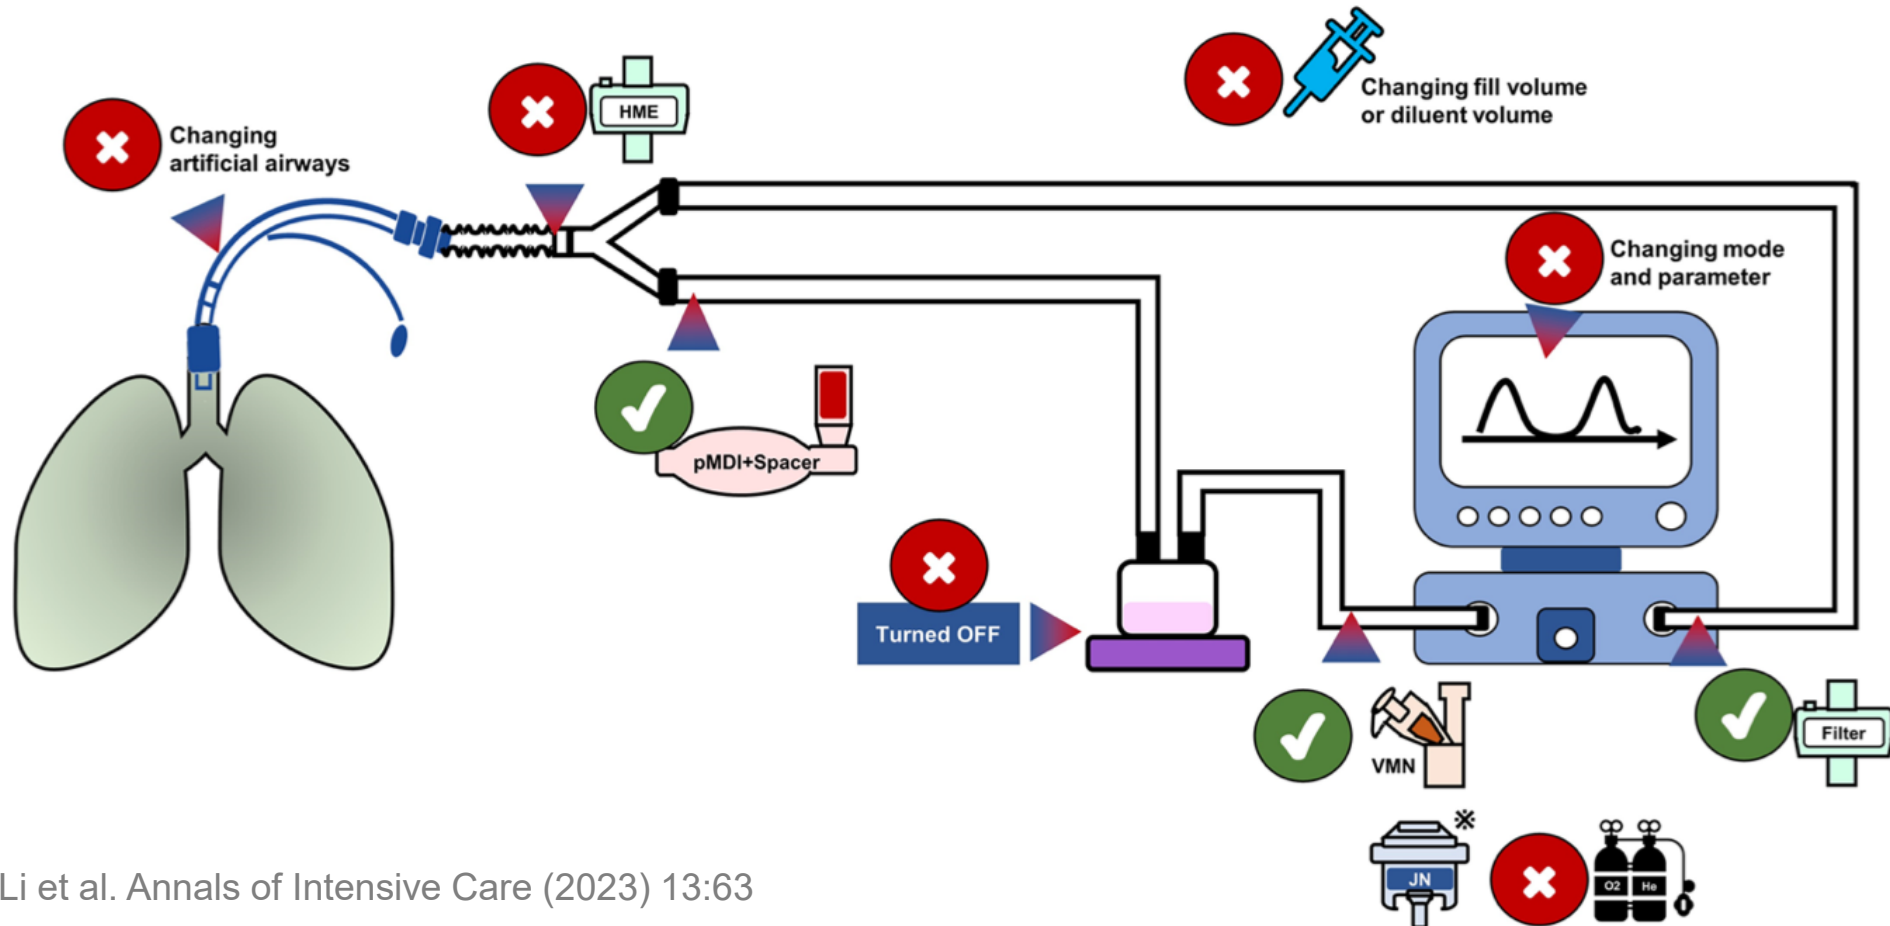 Changing
artificial airways
HME
Changing fill volume
or diluent volume
Changing mode
and parameter
pMDI+Spacer
Turned OFF
VMN
Filter
※
JN
O2 He
Li et al. Annals of Intensive Care (2023) 13:63